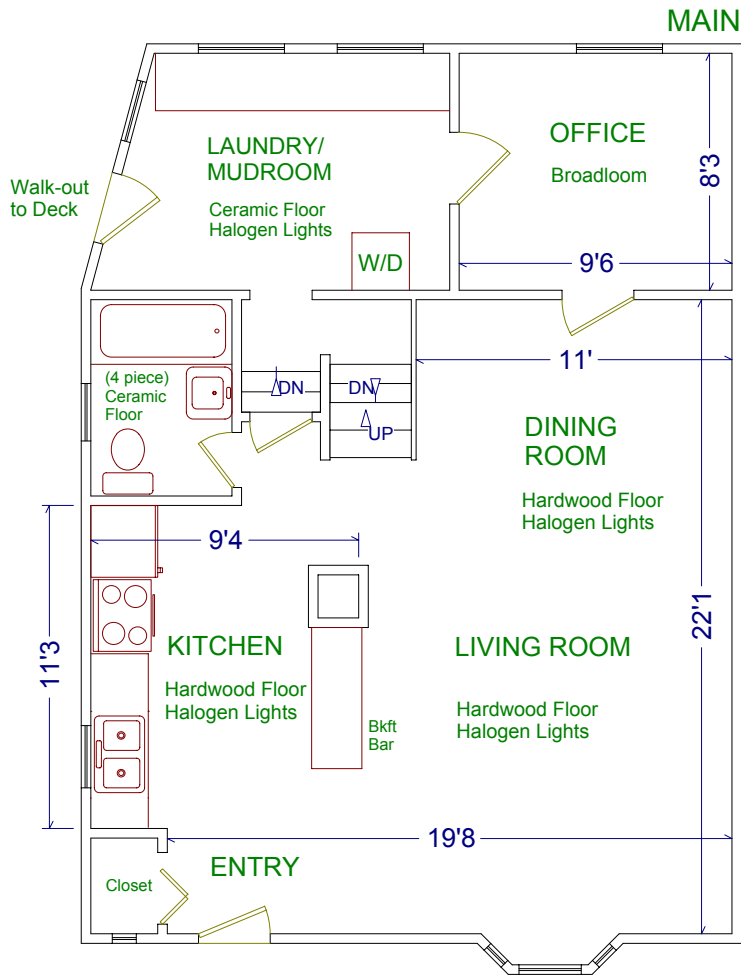 MAIN
LAUNDRY/
MUDROOM
Ceramic Floor
Halogen Lights
OFFICE
Broadloom
8'3
9'6
Walk-out
to Deck
W/D
11'
(4 piece)
Ceramic
Floor
DN
DN
UP
DINING
ROOM
Hardwood Floor
Halogen Lights
9'4
22'1
11'3
KITCHEN
Hardwood Floor
Halogen Lights
LIVING ROOM
Hardwood Floor
Halogen Lights
Bkft
Bar
19'8
ENTRY
Closet